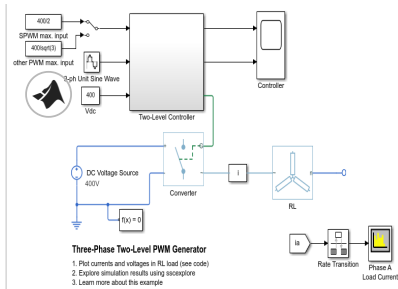 400/2
SPWM max. input
400/sqrt(3)
other PWM max. input
3-ph Unit Sine Wave
400
Vdc
Two-Level Controller
Controller
DC Voltage Source
400V
Converter
I
RL
f(x) = 0
Three-Phase Two-Level PWM Generator
1. Plot currents and voltages in RL load (see code)
2. Explore simulation results using sscexplore
3. Learn more about this example
ia
Rate Transition
Phase A
Load Current